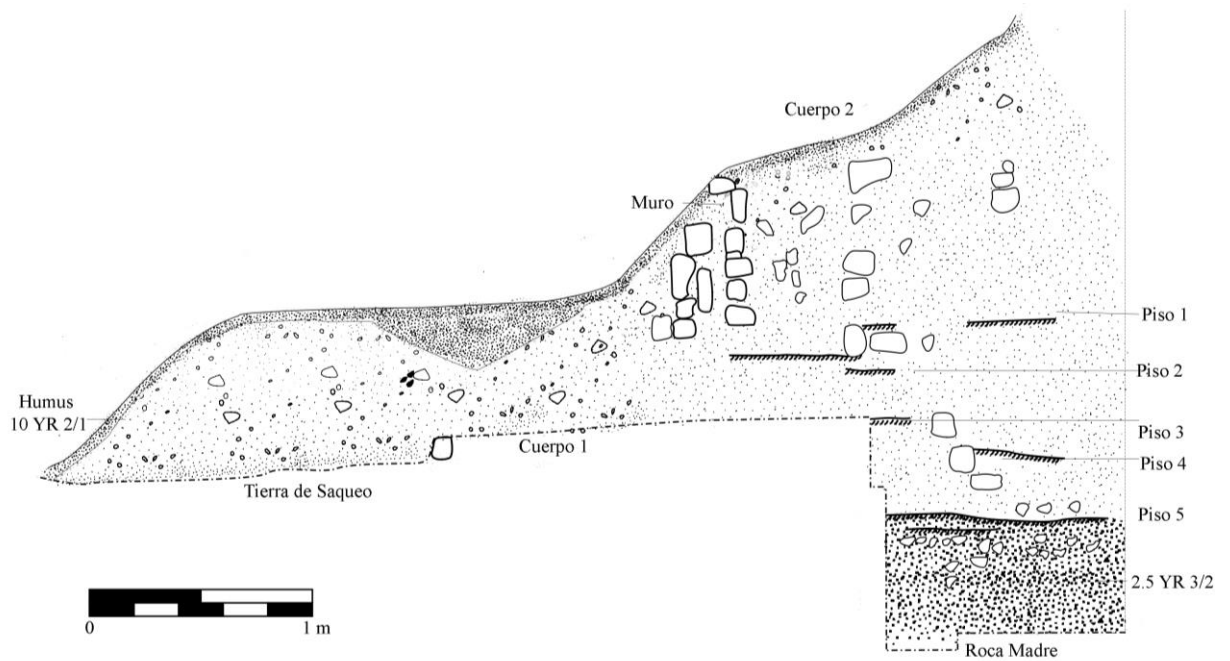 Cuerpo 2
Muro
Piso 1
Piso 2
Humus
10 YR 2/1
Piso 3
Cuerpo 1
Piso 4
Tierra de Saqueo
Piso 5
2.5 YR 3/2
0
1 m
Roca Madre